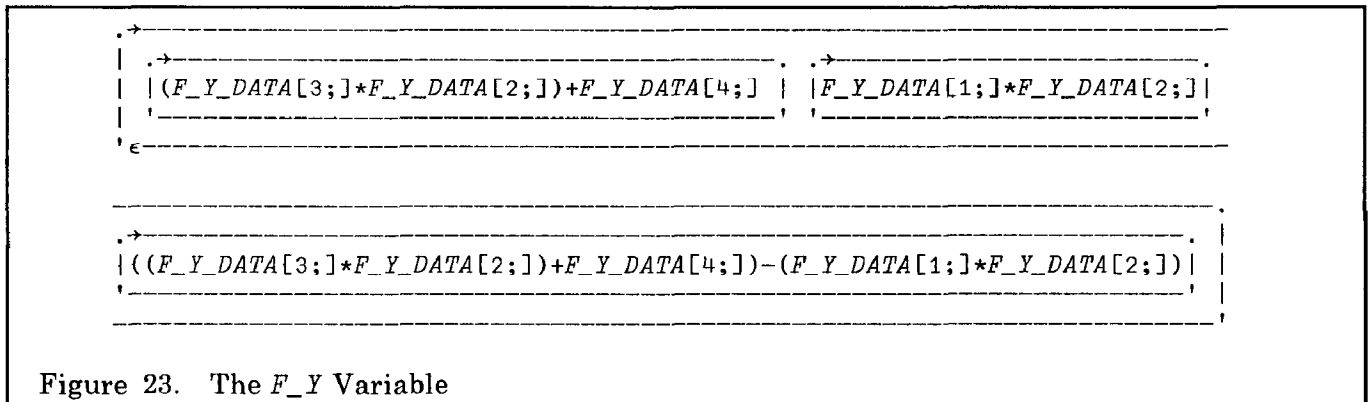 (F_Y_DATA[3;]*F_Y_DATA[2;])+F_Y_DATA[4;] F_Y_DATA[1;]*F_Y_DATA[2;]
((F_Y_DATA[3;]*F_Y_DATA[2;])+F_Y_DATA[4;])-(F_Y_DATA[1;]*F_Y_DATA[2;])
Figure 23. The F_Y Variable